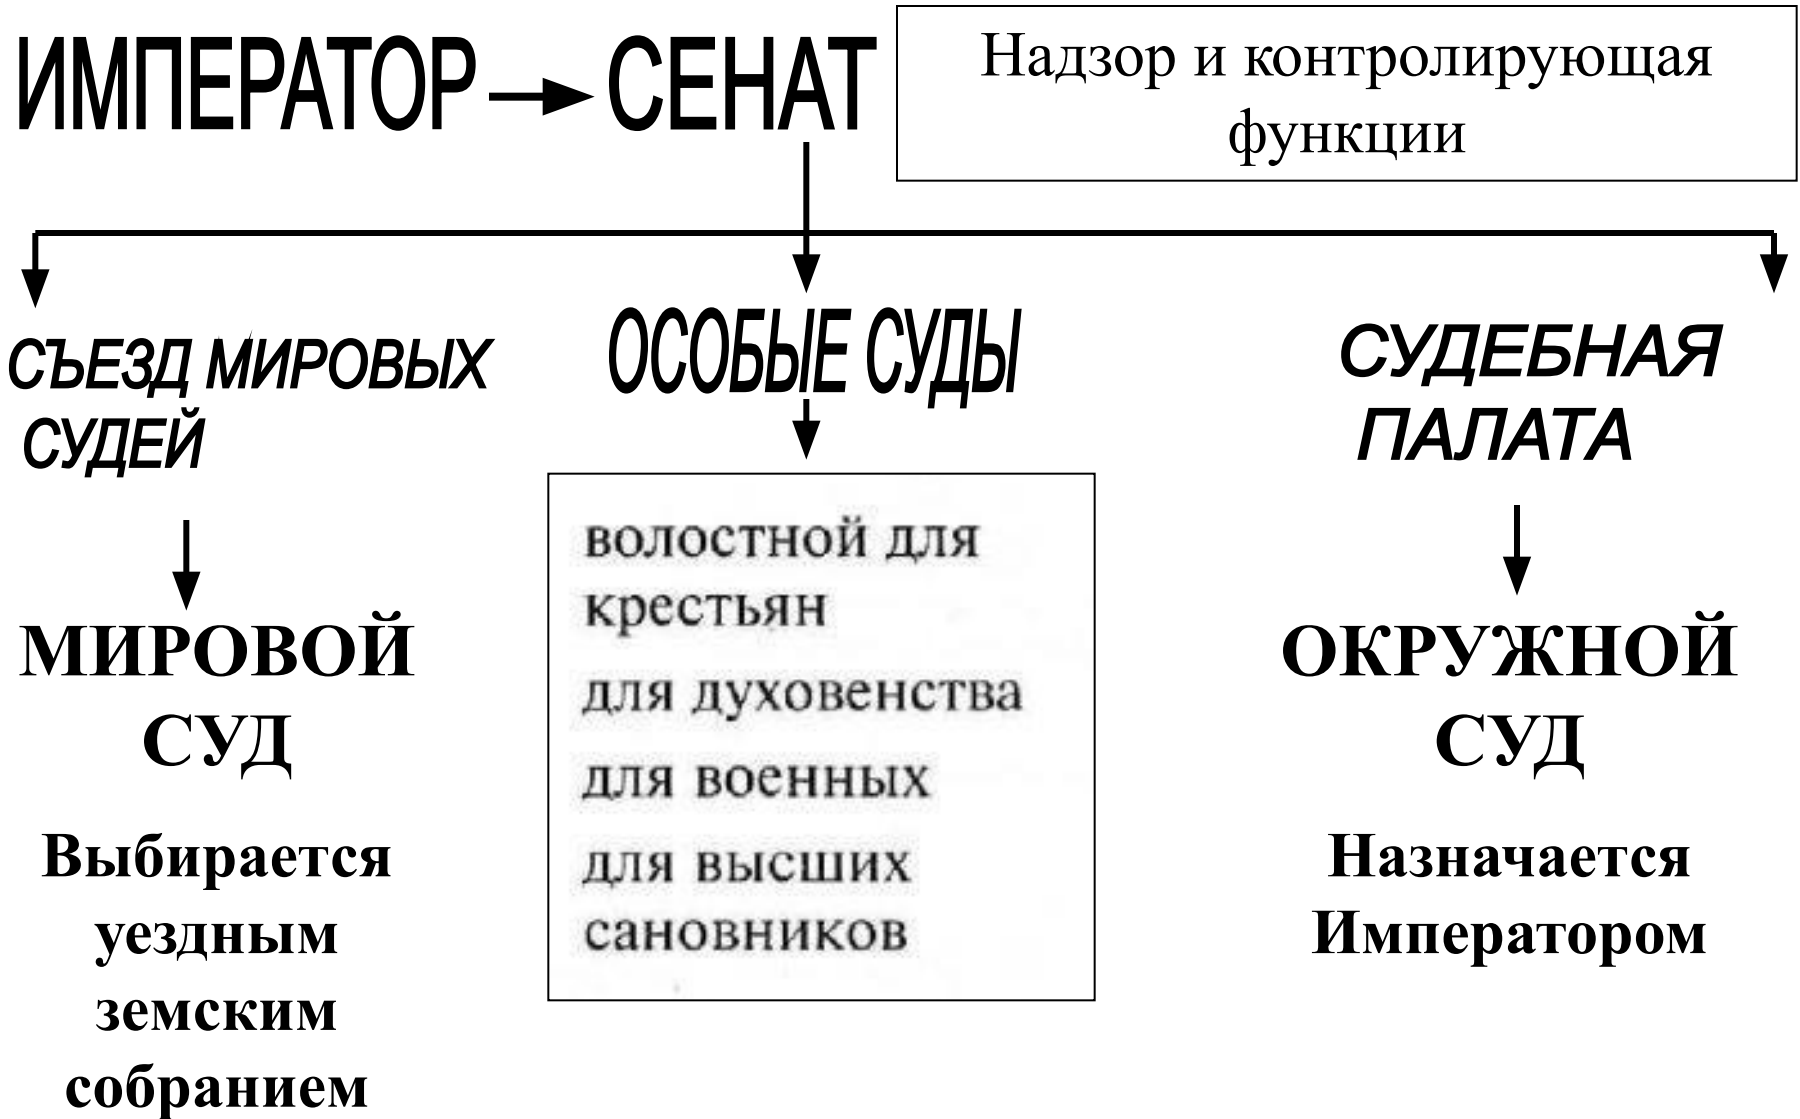 ИМПЕРАТОР СЕНАТ
Надзор и контролирующая
функции
СЪЕЗД МИРОВЫХ
СУДЕЙ
МИРОВОЙ
СУД
Выбирается
уездным
земским
собранием
ОСОБЫЕ СУДЫ
волостной для
крестьян
для духовенства
для военных
для высших
сановников
СУДЕБНАЯ
ПАЛАТА
ОКРУЖНОЙ
СУД
Назначается
Императором